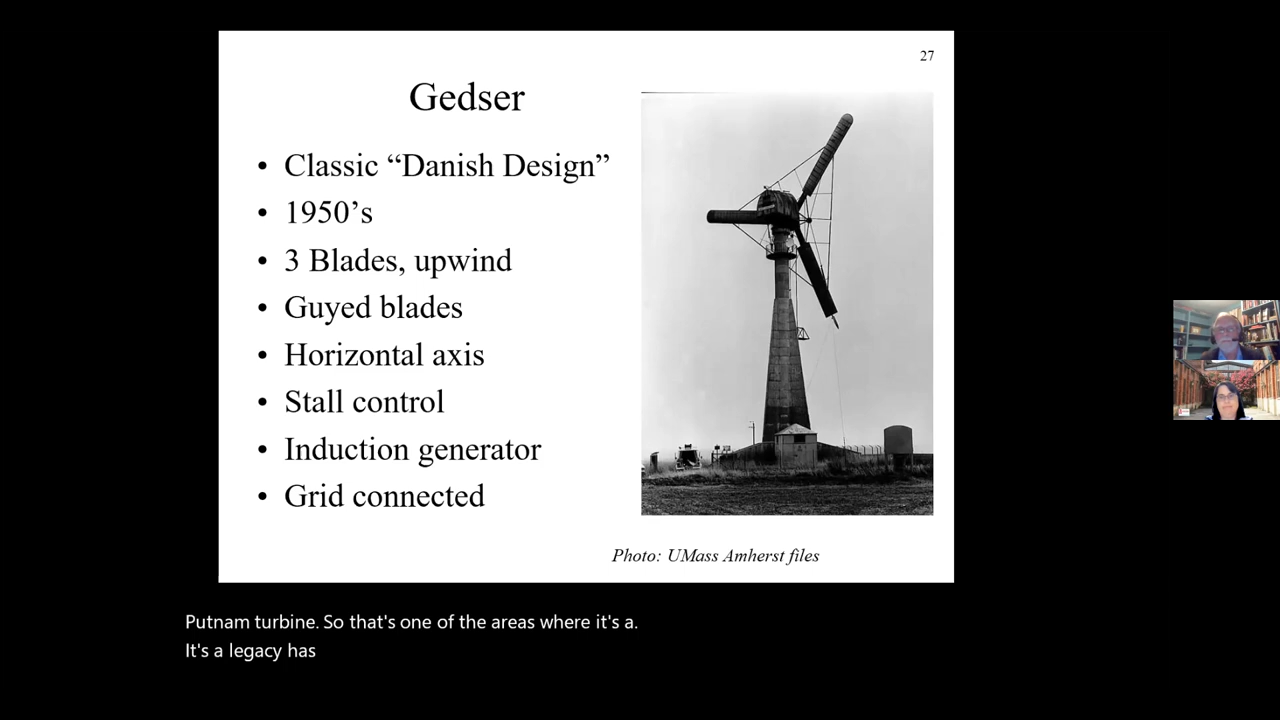 27
Gedser
• Classic “Danish Design”
• 1950’s
• 3 Blades, upwind
• Guyed blades
• Horizontal axis
• Stall control
• Induction generator
• Grid connected
Photo: UMass Amherst files
Putnam turbine. So that's one of the areas where it's a.
It's a legacy has